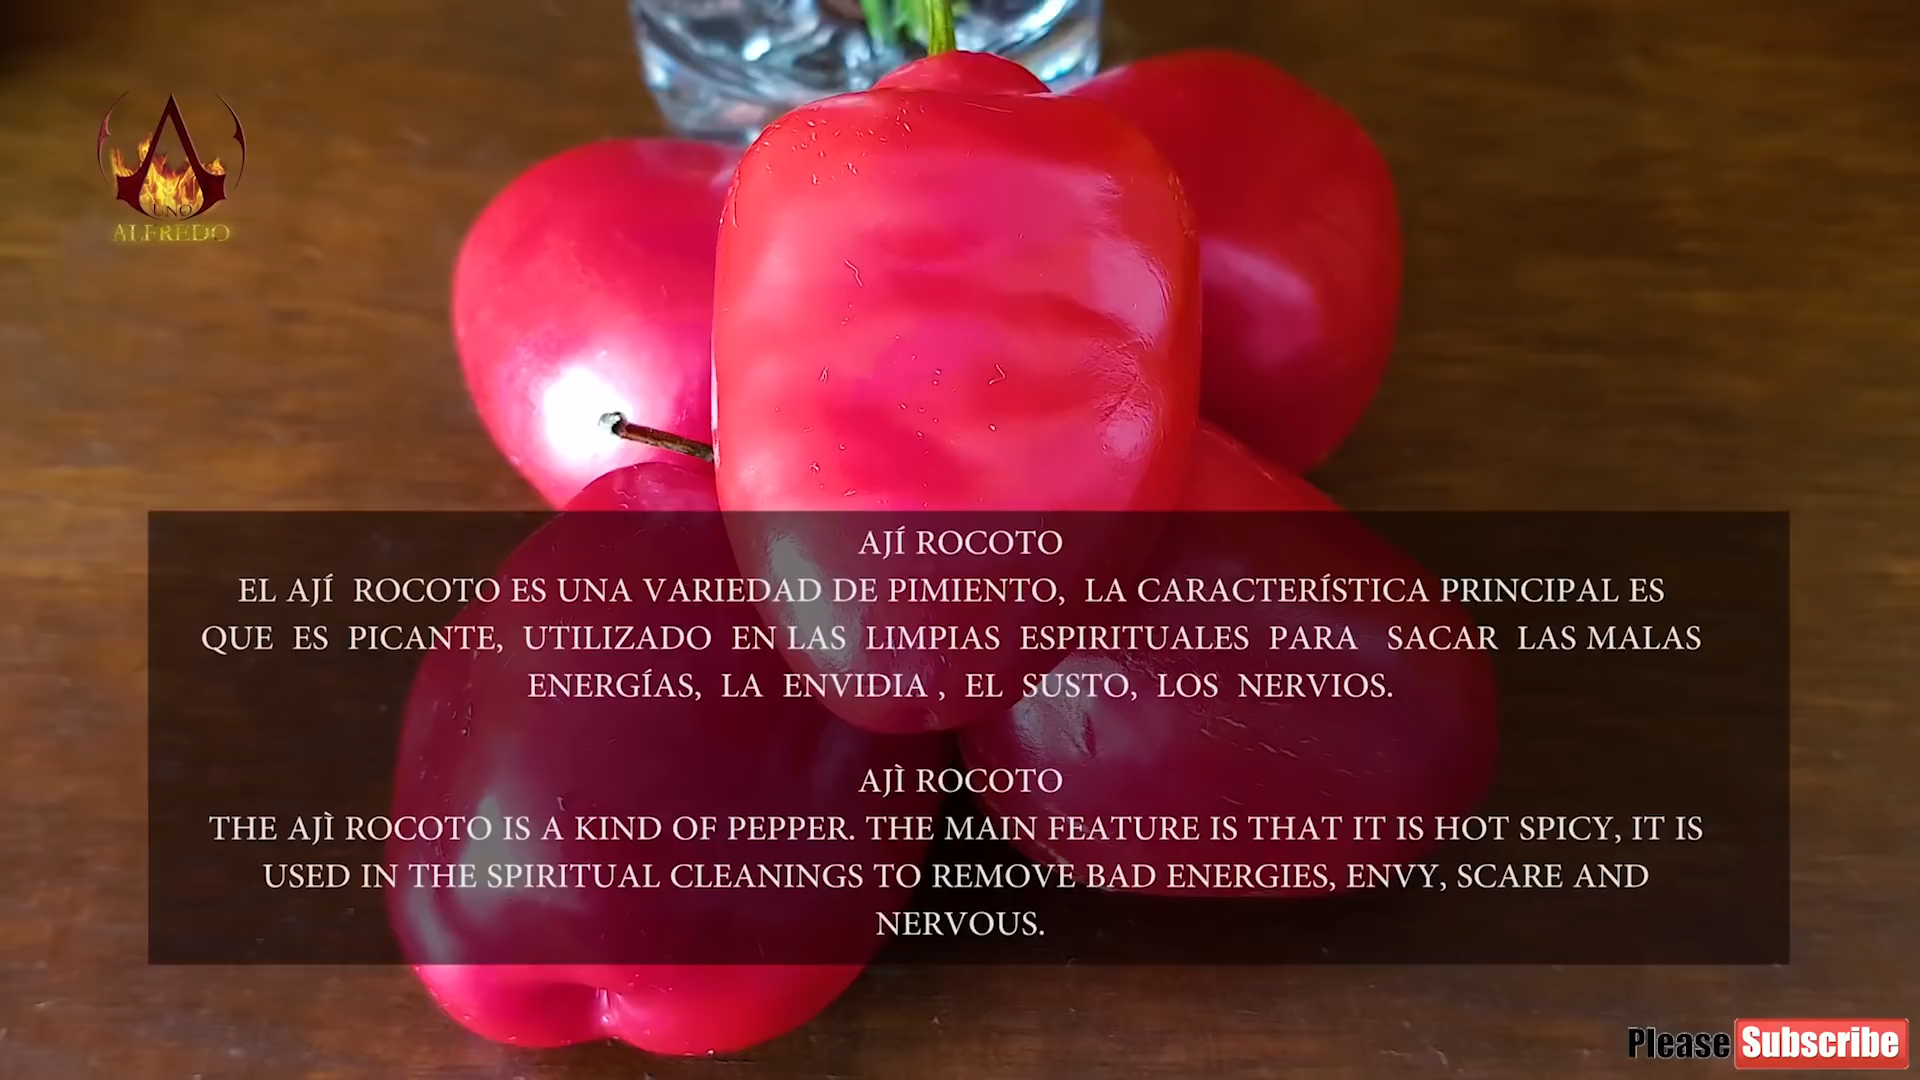 UNO
ALFREDO
AJÍ ROCOTO
EL AJÍ ROCOTO ES UNA VARIEDAD DE PIMIENTO, LA CARACTERÍSTICA PRINCIPAL ES
QUE ES PICANTE, UTILIZADO EN LAS LIMPIAS ESPIRITUALES PARA SACAR LAS MALAS
ENERGÍAS, LA ENVIDIA , EL SUSTO, LOS NERVIOS.
AJÌ ROCOTO
THE AJÌ ROCOTO IS A KIND OF PEPPER. THE MAIN FEATURE IS THAT IT IS HOT SPICY, IT IS
USED IN THE SPIRITUAL CLEANINGS TO REMOVE BAD ENERGIES, ENVY, SCARE AND
NERVOUS.
Please Subscribe